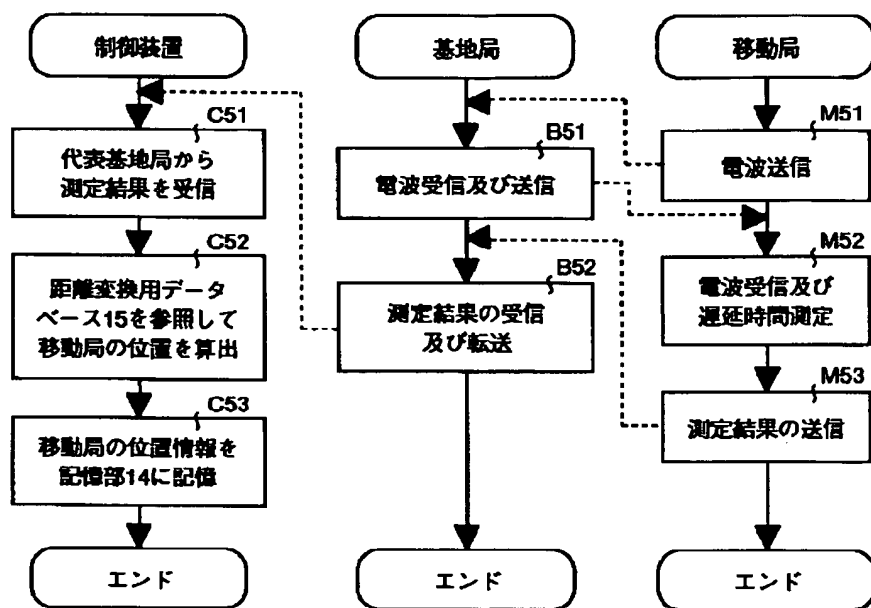 制御装置
C51
代表基地局から
測定結果を受信
C52
距離変換用データ
ベース15を参照して
移動局の位置を算出
C53
移動局の位置情報を
記憶部14に記憶
エンド
基地局
B51
電波受信及び送信
B52
測定結果の受信
及び転送
エンド
移動局
M51
電波送信
M52
電波受信及び
遅延時間測定
M53
測定結果の送信
エンド